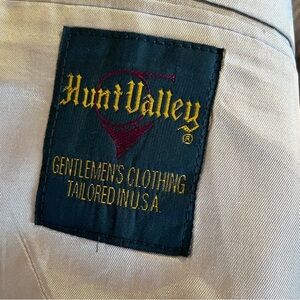 Hunt Valley ®
GENTLEMEN'S CLOTHING
TAILORED IN U.S.A.